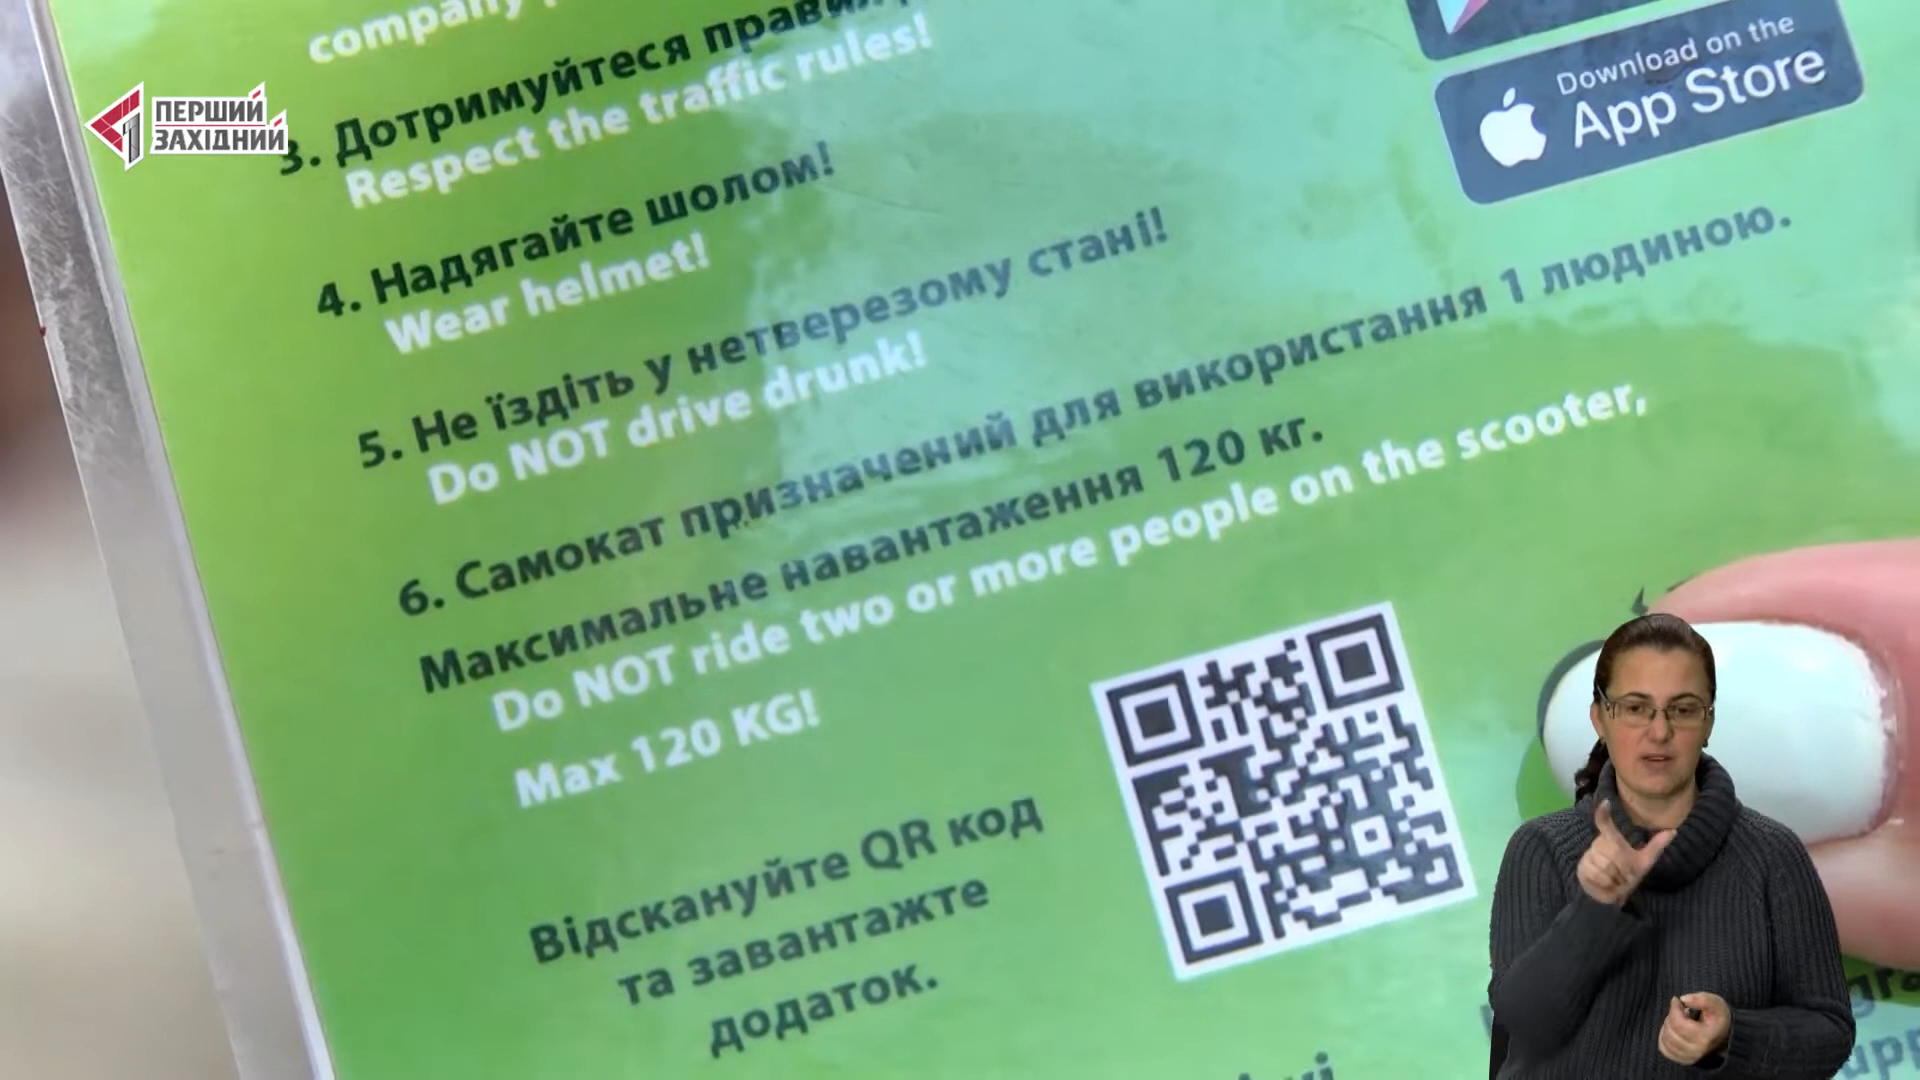 company
ПЕРШИЙ
ЗАХІДНИЙ
3. Дотримуйтеся
Respect the traffic rules!
Download on the
App Store
4. Надягайте шолом!
Wear helmet!
5. Не їздіть у нетверезому стані!
Do NOT drive drunk!
6. Самокат призначений для використання 1 людиною.
Максимальне навантаження 120 кг.
Do NOT ride two or more people on the scooter,
Max 120 KG!
Відскануйте QR код
та завантажте
додаток.